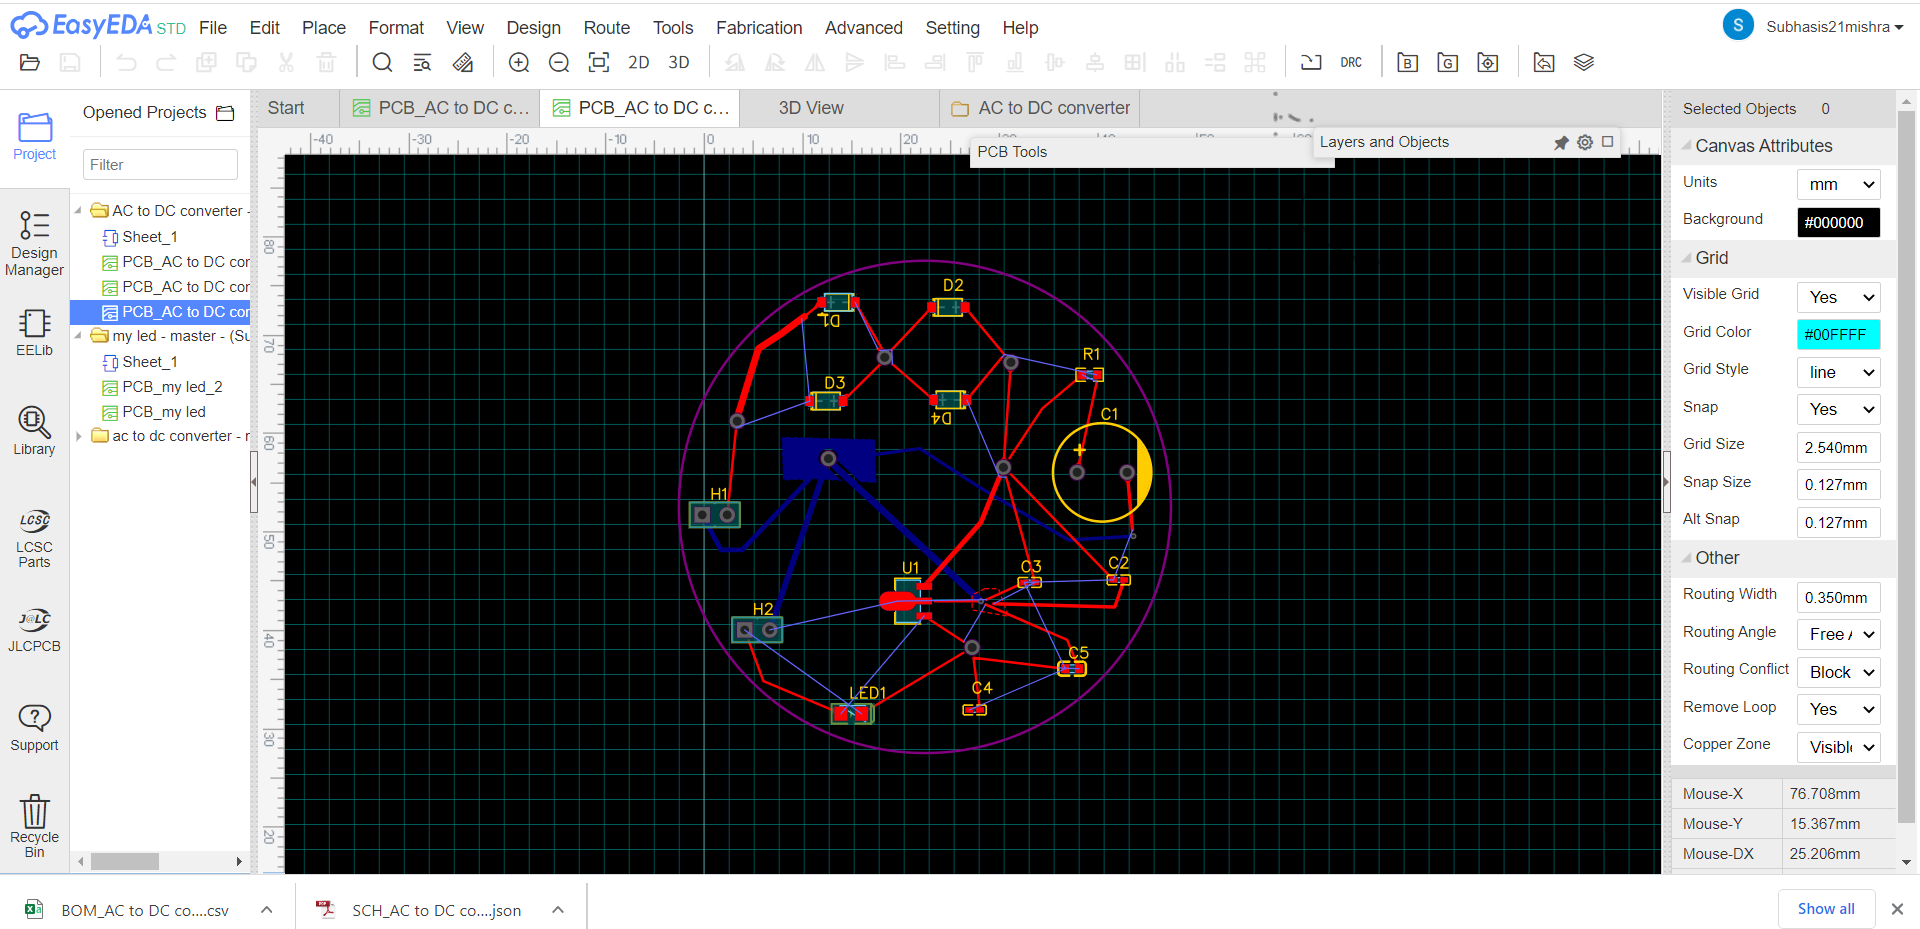 EasyEDA STD File Edit Place Format View Design Route Tools Fabrication Advanced Setting Help
S Subhasis21mishra
2D 3D DRC B G
Project
Design
Manager
EELib
Library
LCSC
LCSC
Parts
J@LC
JLCPCB
Support
Recycle
Bin
Opened Projects
Filter
AC to DC converter -
Sheet_1
PCB_AC to DC cor
PCB_AC to DC cor
PCB_AC to DC cor
my led - master - (Su
Sheet_1
PCB_my led_2
PCB_my led
ac to dc converter - r
Start PCB_AC to DC c... PCB_AC to DC c... 3D View AC to DC converter
-40 -30 -20 -10 0 10 20
PCB Tools
Layers and Objects
80
70
60
50
40
30
20
D1
D2
R1
D3
D4
C1
+
H1
U1
C3
C2
H2
C5
LED1
C4
Selected Objects 0
Canvas Attributes
Units mm
Background #000000
Grid
Visible Grid Yes
Grid Color #00FFFF
Grid Style line
Snap Yes
Grid Size 2.540mm
Snap Size 0.127mm
Alt Snap 0.127mm
Other
Routing Width 0.350mm
Routing Angle Free
Routing Conflict Block
Remove Loop Yes
Copper Zone Visibl
Mouse-X 76.708mm
Mouse-Y 15.367mm
Mouse-DX 25.206mm
BOM_AC to DC co....csv
SCH_AC to DC co....json
Show all